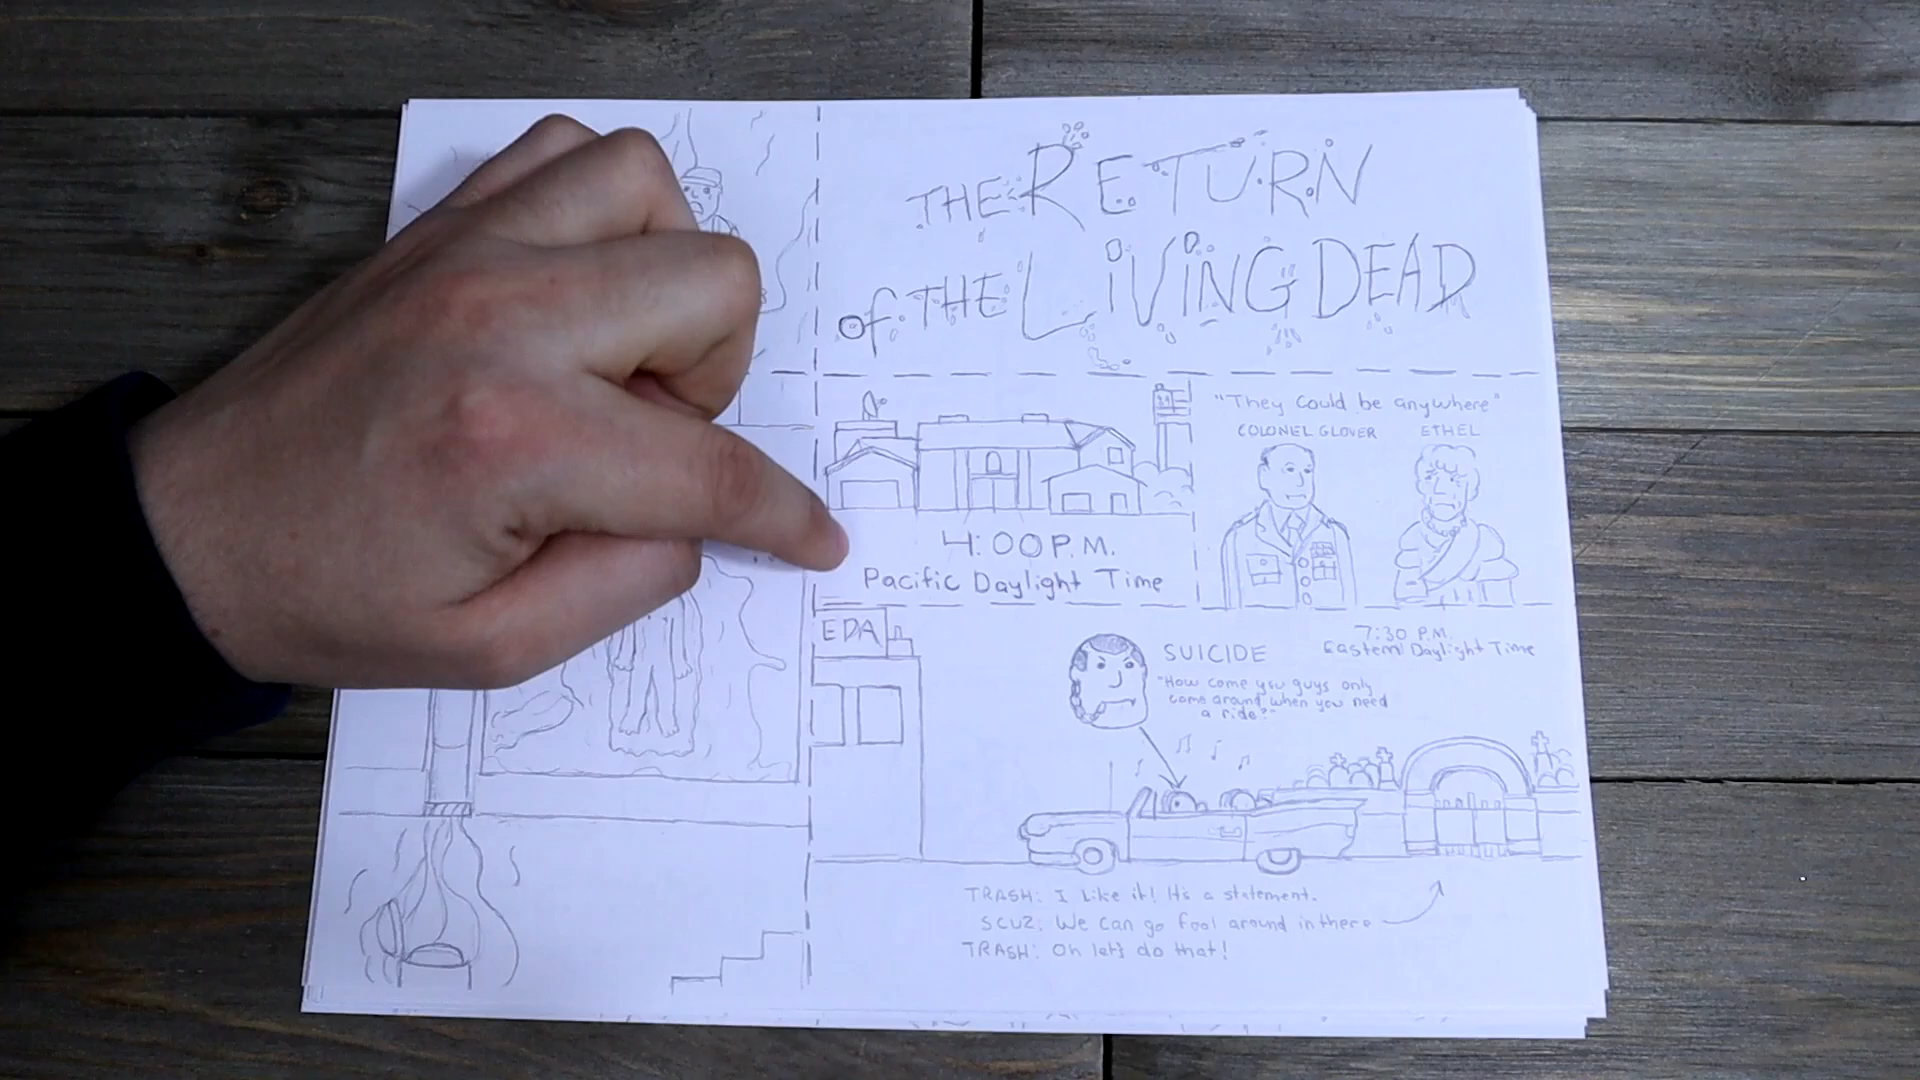 THE RETURN
of THE LiViNG DEAD
4:00 P.M.
Pacific Daylight Time
"They could be anywhere"
COLONEL GLOVER
ETHEL
EDA
7:30 P.M.
Eastern Daylight Time
SUICIDE
"How come you guys only
come around when you need
a ride?"
TRASH: I Like it! It's a statement.
SCUZ: We can go fool around in there
TRASH: Oh let's do that!